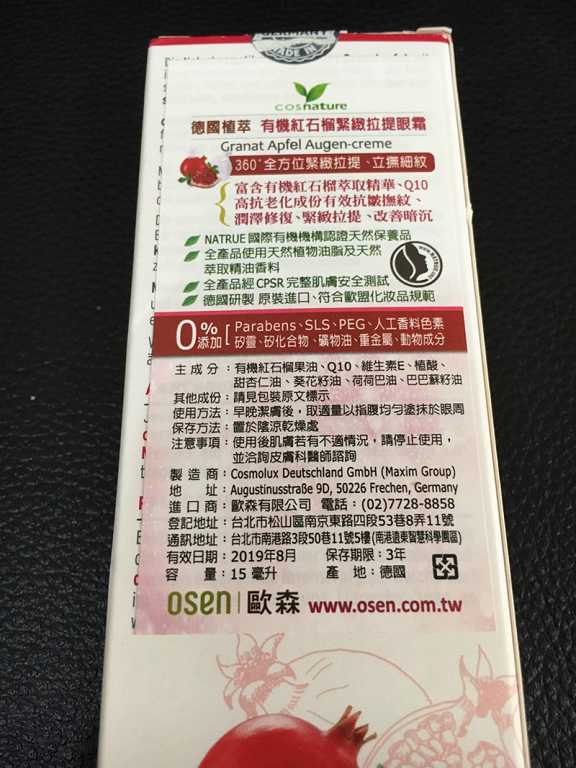 MADE IN
cosnature
德國植萃 有機紅石榴緊緻拉提眼霜
Granat Apfel Augen-creme
360°全方位緊緻拉提、立撫細紋
富含有機紅石榴萃取精華、Q10
高抗老化成份有效抗皺撫紋、
潤澤修復、緊緻拉提、改善暗沉
NATRUE 國際有機機構認證天然保養品
全產品使用天然植物油脂及天然
萃取精油香料
全產品經 CPSR 完整肌膚安全測試
德國研製 原裝進口、符合歐盟化妝品規範
0%添加 [ Parabens、SLS、PEG、人工香料色素
矽靈、矽化合物、礦物油、重金屬、動物成分
主成分：有機紅石榴果油、Q10、維生素E、植酸、
甜杏仁油、葵花籽油、荷荷巴油、巴巴蘇籽油
其他成份：請見包裝原文標示
使用方法：早晚潔膚後，取適量以指腹均勻塗抹於眼周
保存方法：置於陰涼乾燥處
注意事項：使用後肌膚若有不適情況，請停止使用，
並洽詢皮膚科醫師諮詢
製造商：Cosmolux Deutschland GmbH (Maxim Group)
地址：Augustinusstraße 9D, 50226 Frechen, Germany
進口商：歐森有限公司 電話：(02)7728-8858
登記地址：台北市松山區南京東路四段53巷8弄11號
通訊地址：台北市南港路3段50巷11號5樓(南港遠東智慧科學園區)
有效日期：2019年8月 保存期限：3年
容量：15 毫升 產地：德國
osen 歐森 www.osen.com.tw